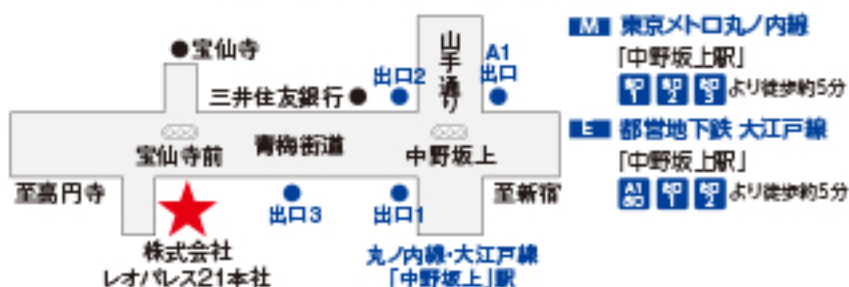 宝仙寺
三井住友銀行
出口2
山手通り
A1
出口
宝仙寺前
青梅街道
中野坂上
至高円寺
出口3
出口1
至新宿
株式会社
レオパレス21本社
丸ノ内線・大江戸線
「中野坂上」駅
M 東京メトロ丸ノ内線
「中野坂上駅」
出口1 出口2 出口3 より徒歩約5分
E 都営地下鉄 大江戸線
「中野坂上駅」
A1出口 出口1 出口2 より徒歩約5分